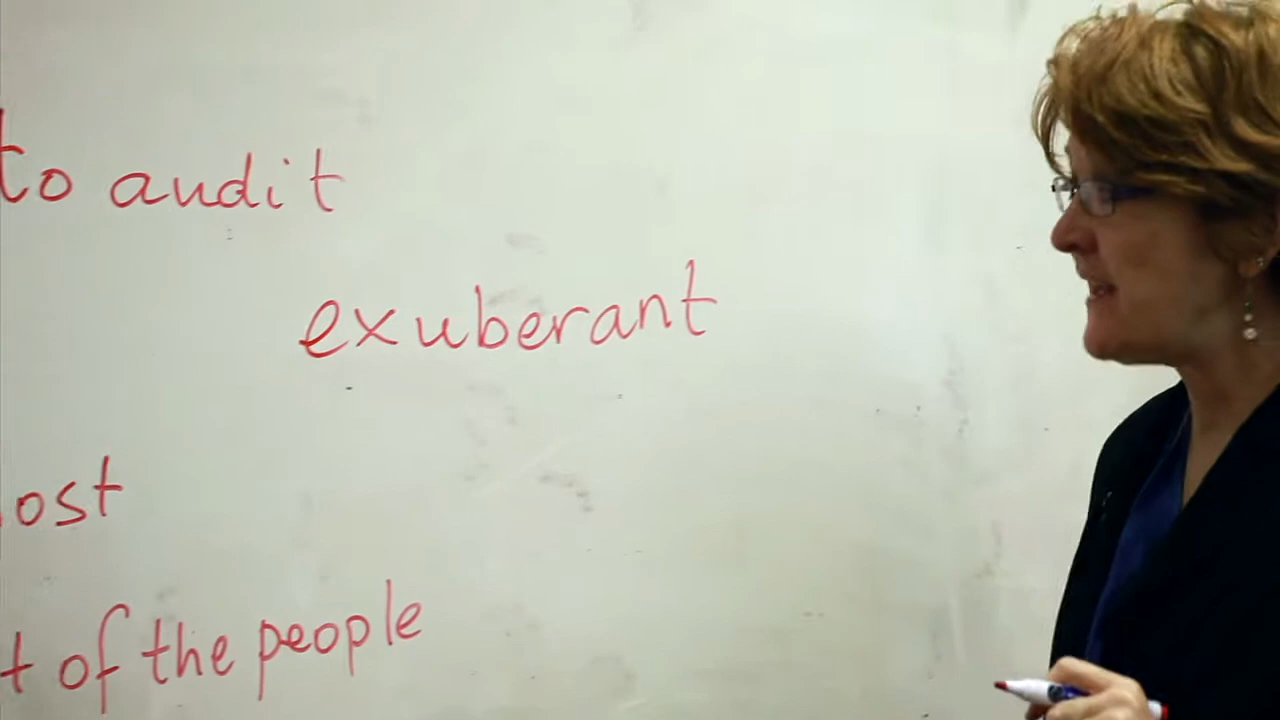 to audit
exuberant
ost
t of the people